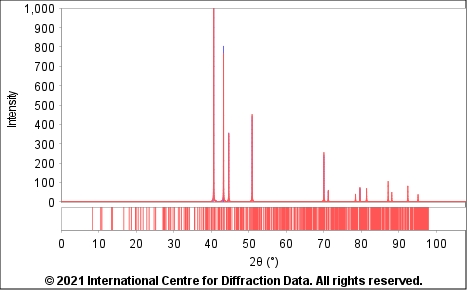 1,000
900
800
700
600
500
400
300
200
100
0
Intensity
0 10 20 30 40 50 60 70 80 90 100
2θ (°)
© 2021 International Centre for Diffraction Data. All rights reserved.